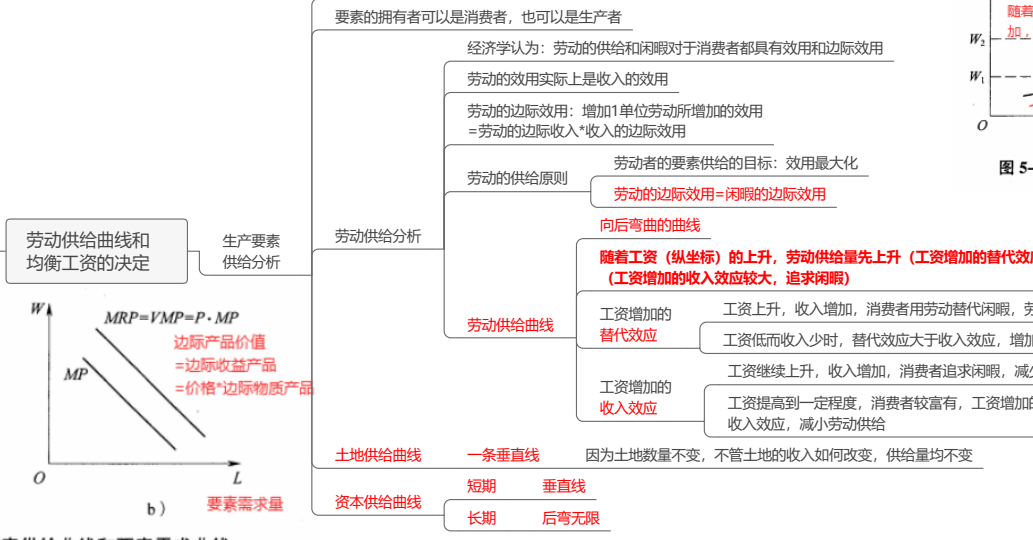 要素的拥有者可以是消费者，也可以是生产者
经济学认为：劳动的供给和闲暇对于消费者都具有效用和边际效用
劳动的效用实际上是收入的效用
劳动的边际效用：增加1单位劳动所增加的效用
=劳动的边际收入*收入的边际效用
劳动的供给原则
劳动者的要素供给的目标：效用最大化
劳动的边际效用=闲暇的边际效用
劳动供给曲线和
均衡工资的决定
生产要素
供给分析
劳动供给分析
向后弯曲的曲线
随着工资（纵坐标）的上升，劳动供给量先上升（工资增加的替代效
（工资增加的收入效应较大，追求闲暇）
劳动供给曲线
工资增加的
替代效应
工资上升，收入增加，消费者用劳动替代闲暇，
工资低而收入少时，替代效应大于收入效应，增
工资增加的
收入效应
工资继续上升，收入增加，消费者追求闲暇，
工资提高到一定程度，消费者较富有，工资增加
收入效应，减小劳动供给
土地供给曲线
一条垂直线
因为土地数量不变，不管土地的收入如何改变，供给量均不变
资本供给曲线
短期
垂直线
长期
后弯无限
W
MRP=VMP=P·MP
边际产品价值
=边际收益产品
=价格*边际物质产品
MP
O
L
b）
要素需求量
随着
加，
W₂
W₁
O
图 5-